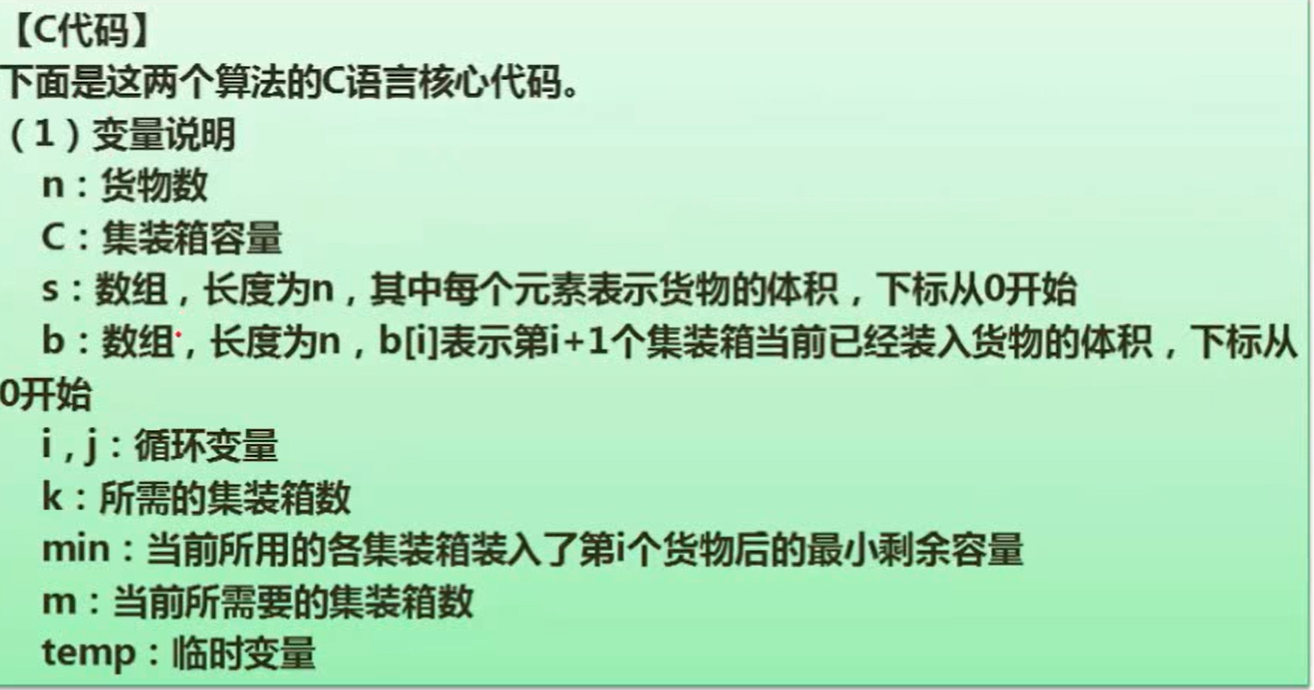 【C代码】
下面是这两个算法的C语言核心代码。
（1）变量说明
n：货物数
C：集装箱容量
s：数组，长度为n，其中每个元素表示货物的体积，下标从0开始
b：数组，长度为n，b[i]表示第i+1个集装箱当前已经装入货物的体积，下标从
0开始
i，j：循环变量
k：所需的集装箱数
min：当前所用的各集装箱装入了第i个货物后的最小剩余容量
m：当前所需要的集装箱数
temp：临时变量